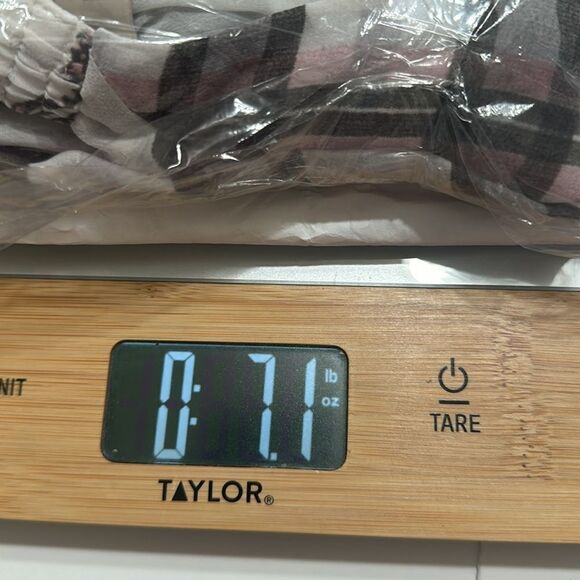 NIT
0: 7.1 lb oz
TARE
TAYLOR®